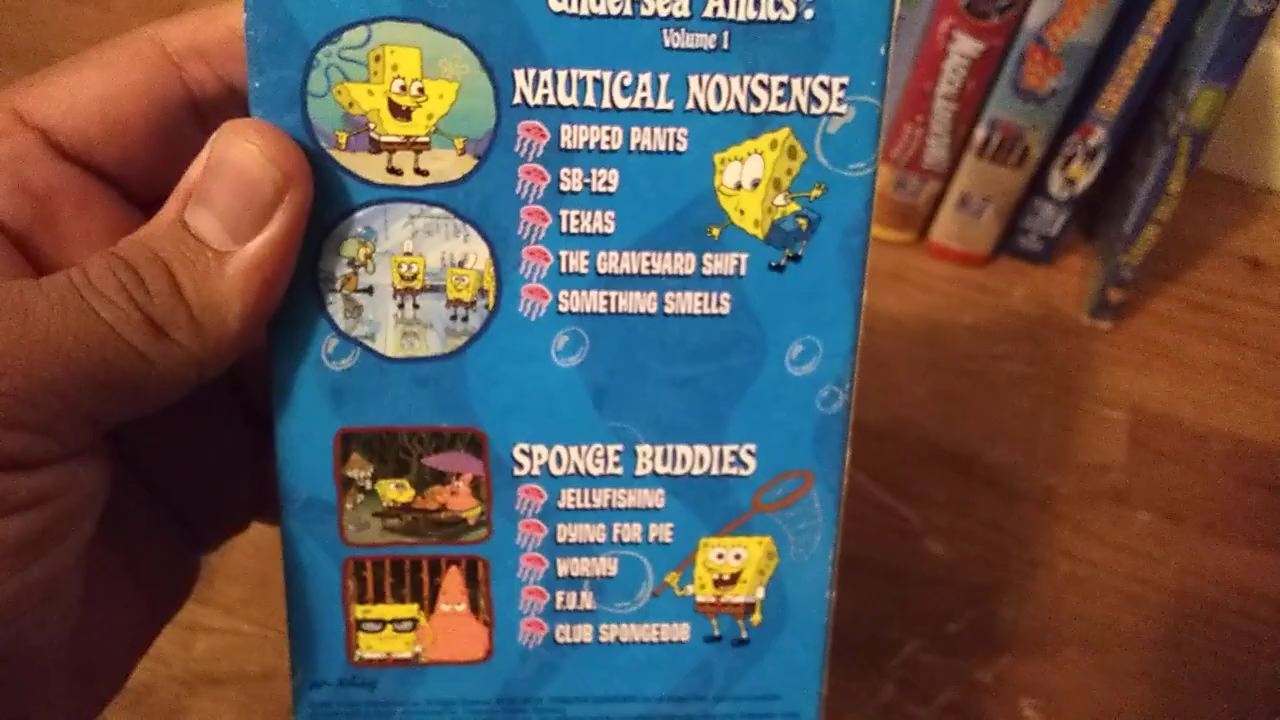 Undersea Antics:
Volume 1
NAUTICAL NONSENSE
RIPPED PANTS
SB-129
TEXAS
THE GRAVEYARD SHIFT
SOMETHING SMELLS
SPONGE BUDDIES
JELLYFISHING
DYING FOR PIE
WORMY
F.U.N.
CLUB SPONGEBOB